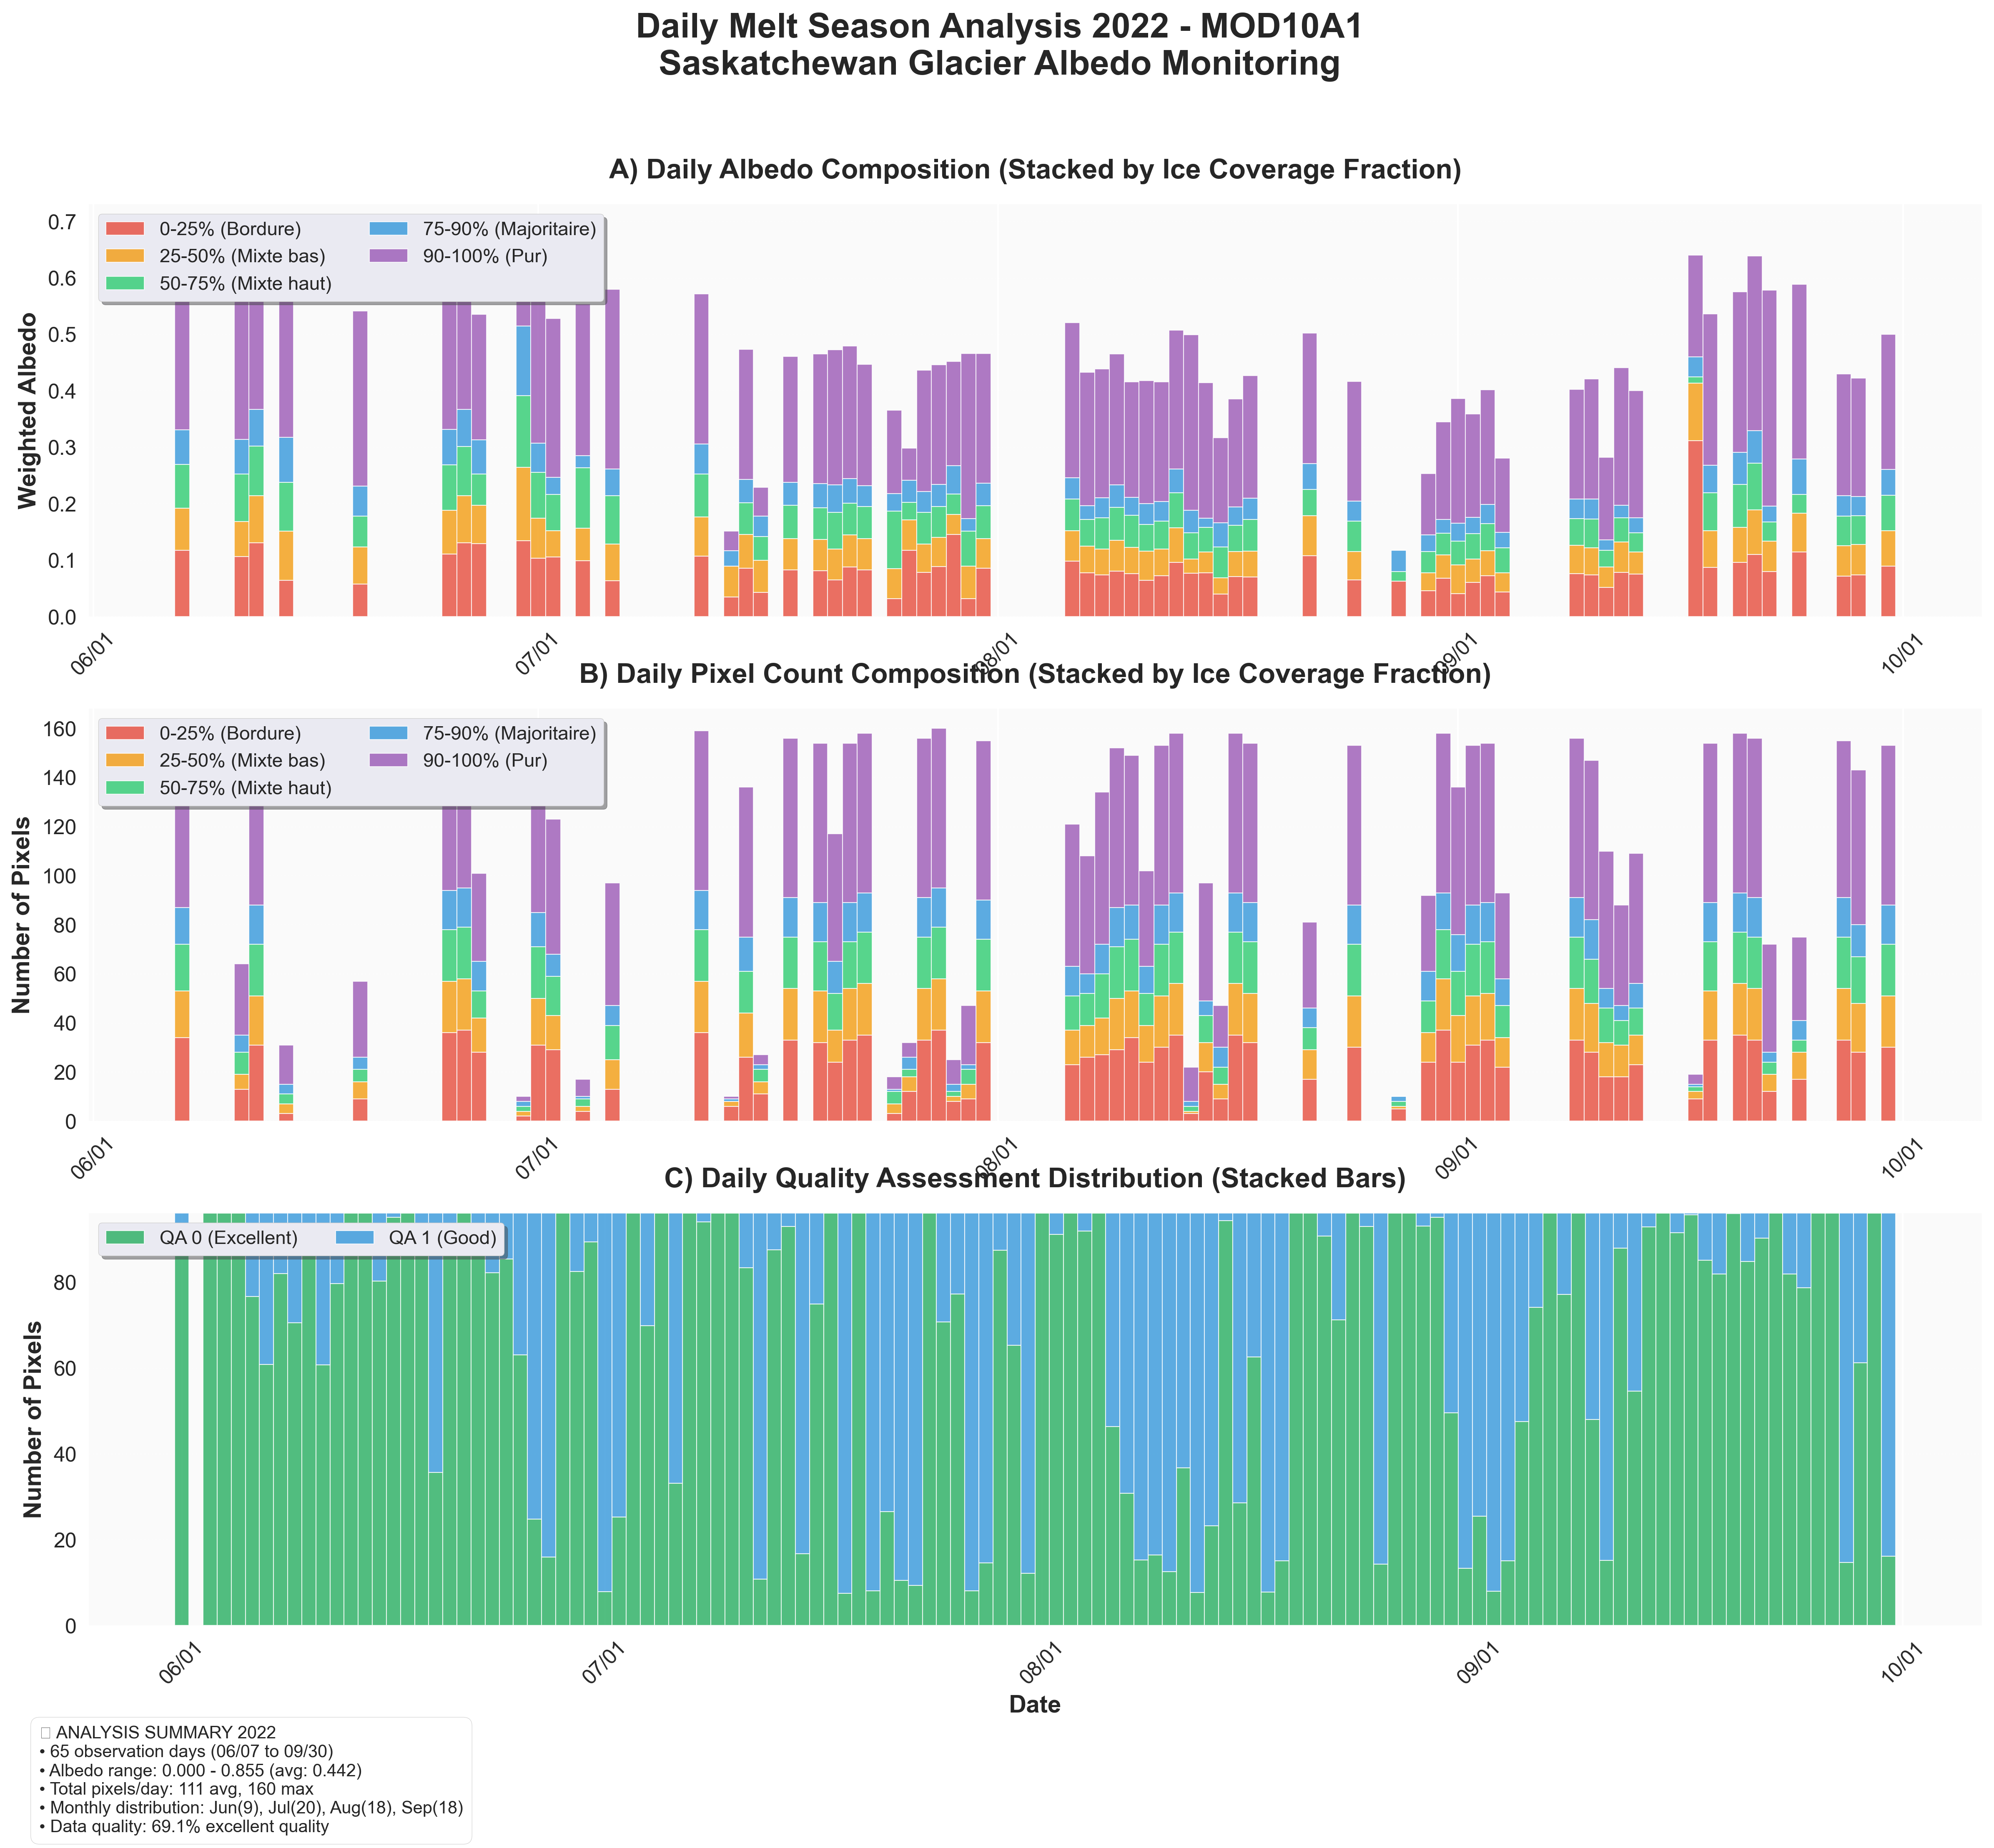 Daily Melt Season Analysis 2022 - MOD10A1
Saskatchewan Glacier Albedo Monitoring
A) Daily Albedo Composition (Stacked by Ice Coverage Fraction)
0-25% (Bordure)
25-50% (Mixte bas)
50-75% (Mixte haut)
75-90% (Majoritaire)
90-100% (Pur)
Weighted Albedo
0.7
0.6
0.5
0.4
0.3
0.2
0.1
0.0
06/01
07/01
08/01
09/01
10/01
B) Daily Pixel Count Composition (Stacked by Ice Coverage Fraction)
0-25% (Bordure)
25-50% (Mixte bas)
50-75% (Mixte haut)
75-90% (Majoritaire)
90-100% (Pur)
Number of Pixels
160
140
120
100
80
60
40
20
0
06/01
07/01
08/01
09/01
10/01
C) Daily Quality Assessment Distribution (Stacked Bars)
QA 0 (Excellent)
QA 1 (Good)
Number of Pixels
80
60
40
20
0
06/01
07/01
08/01
09/01
10/01
Date
ANALYSIS SUMMARY 2022
• 65 observation days (06/07 to 09/30)
• Albedo range: 0.000 - 0.855 (avg: 0.442)
• Total pixels/day: 111 avg, 160 max
• Monthly distribution: Jun(9), Jul(20), Aug(18), Sep(18)
• Data quality: 69.1% excellent quality